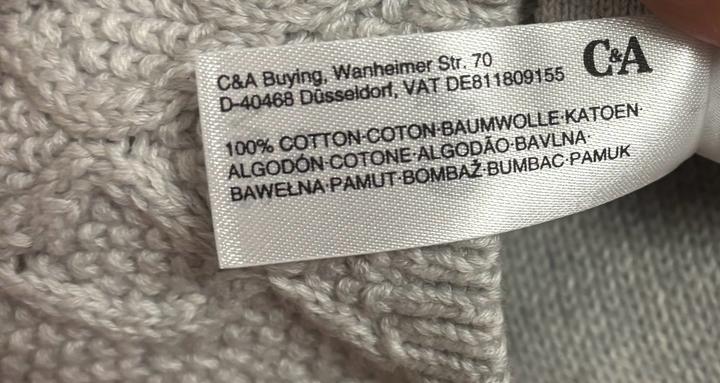 C&A
C&A Buying, Wanheimer Str. 70
D-40468 Düsseldorf, VAT DE811809155
100% COTTON·COTON·BAUMWOLLE·KATOEN·
ALGODÓN·COTONE·ALGODÃO·BAVLNA·
BAWEŁNA·PAMUT·BOMBAŽ·BUMBAC·PAMUK